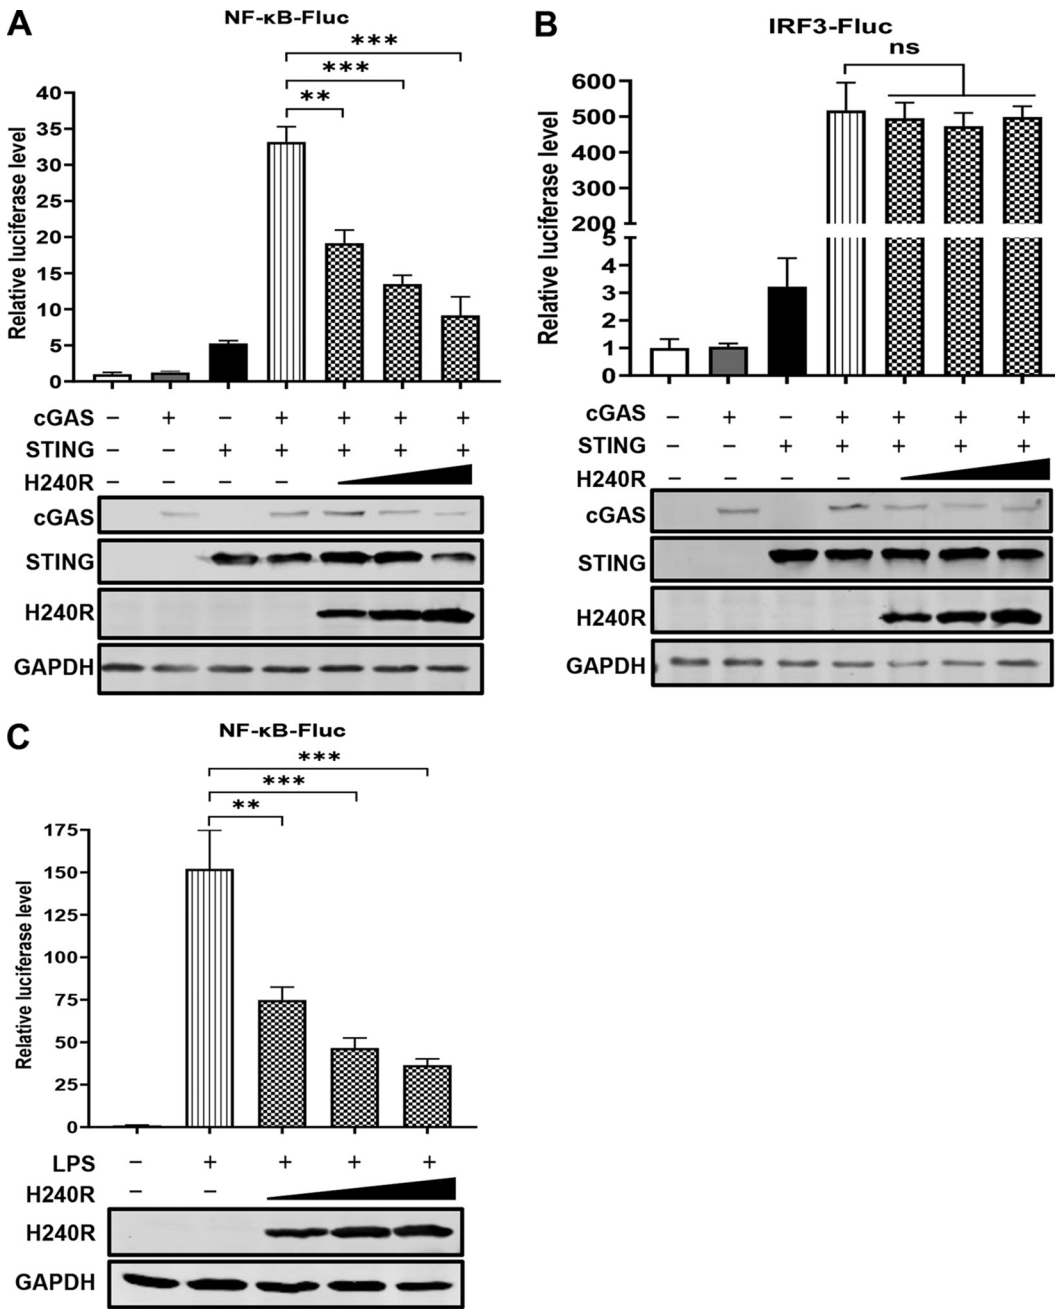 A
NF-κB-Fluc
***
***
**
Relative luciferase level
40
35
30
25
20
15
10
5
0
cGAS − + − + + + +
STING − − + + + + +
H240R − − − −
cGAS
STING
H240R
GAPDH
B
IRF3-Fluc
ns
Relative luciferase level
600
500
400
300
200
5
4
3
2
1
0
cGAS − + − + + + +
STING − − + + + + +
H240R − − − −
cGAS
STING
H240R
GAPDH
C
NF-κB-Fluc
***
***
**
Relative luciferase level
175
150
125
100
75
50
25
0
LPS − + + + +
H240R − −
H240R
GAPDH